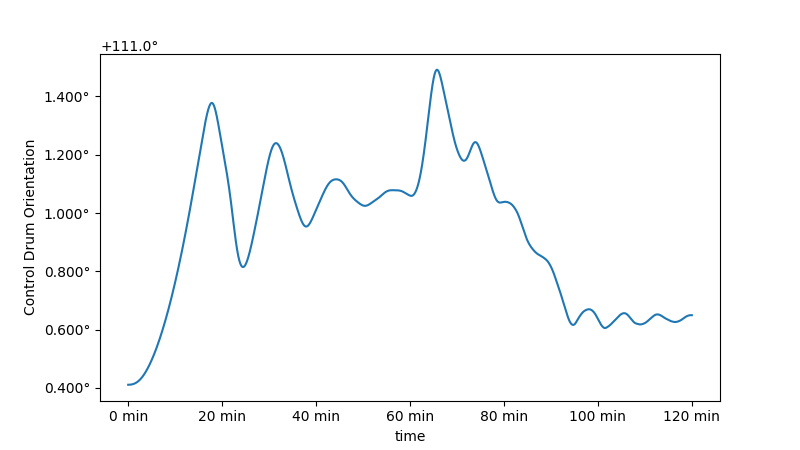 +111.0°
1.400°
1.200°
1.000°
0.800°
0.600°
0.400°
Control Drum Orientation
0 min 20 min 40 min 60 min 80 min 100 min 120 min
time